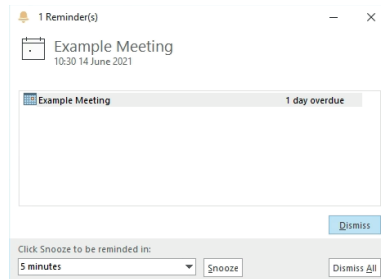 1 Reminder(s)
Example Meeting
10:30 14 June 2021
Example Meeting 1 day overdue
Dismiss
Click Snooze to be reminded in:
5 minutes Snooze Dismiss All